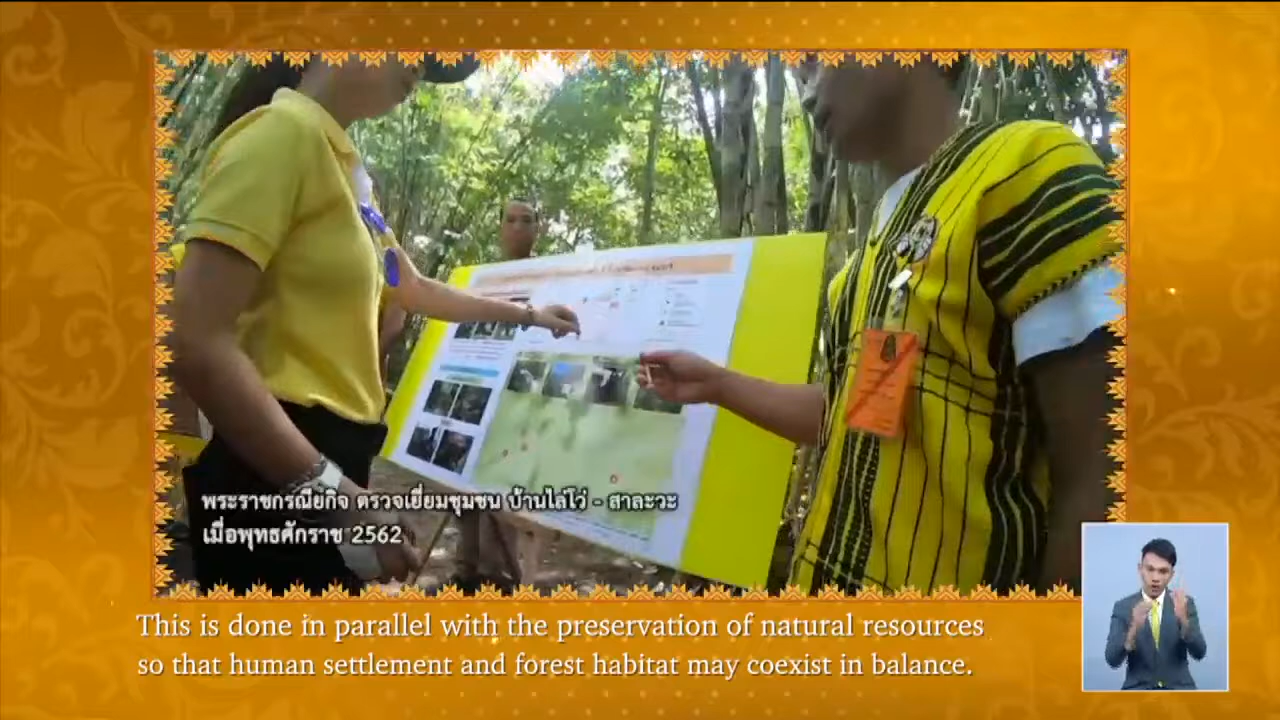 พระราชกรณียกิจ ตรวจเยี่ยมชุมชน บ้านไล่โว่ - สาละวะ
เมื่อพุทธศักราช 2562
This is done in parallel with the preservation of natural resources
so that human settlement and forest habitat may coexist in balance.